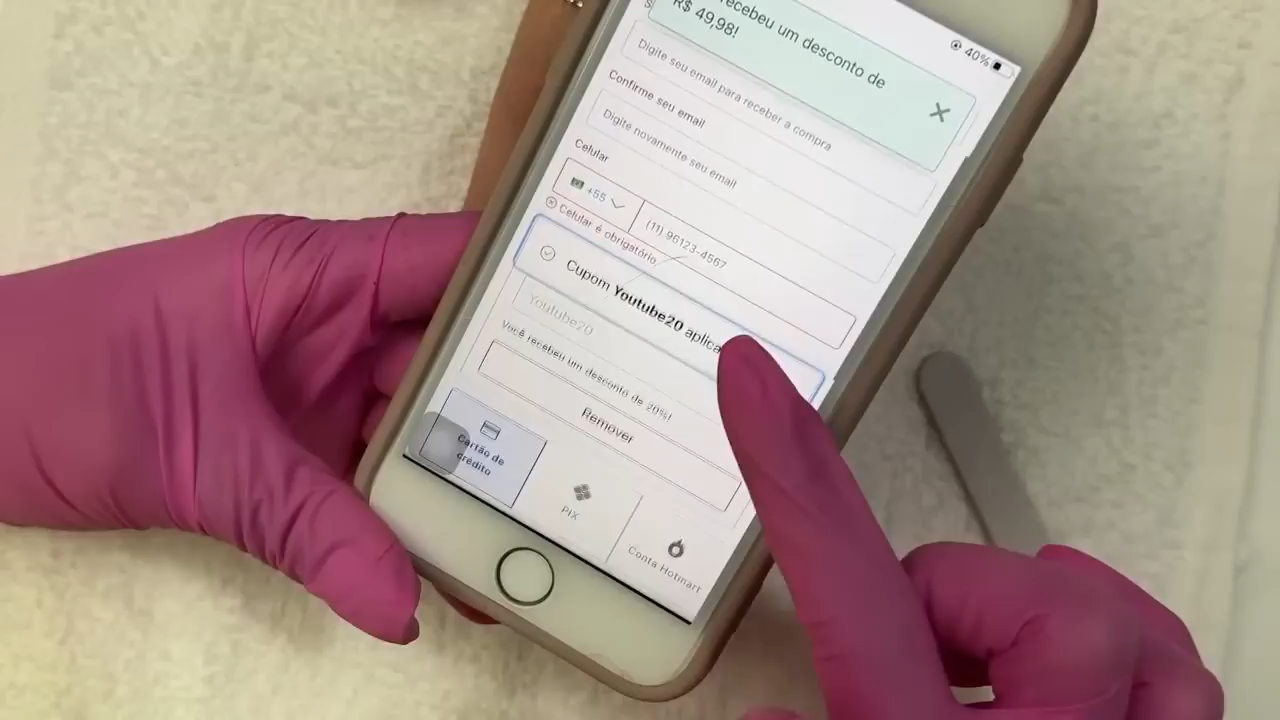 recebeu um desconto de
R$ 49,98!
40%
Digite seu email para receber a compra
Confirme seu email
Digite novamente seu email
Celular
+55
(11) 96123-4567
Celular é obrigatório
Cupom Youtube20
Youtube20
Você recebeu um desconto de 20%!
Remover
Cartão de
crédito
PIX
Conta Hotmart